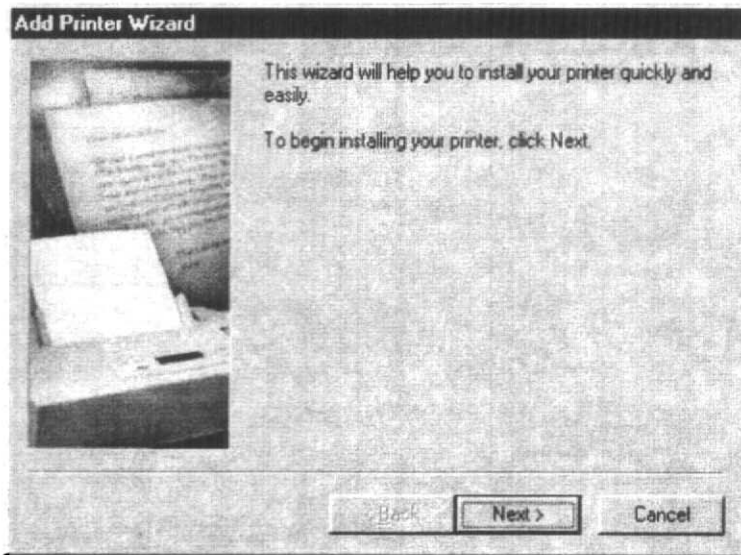 Add Printer Wizard
This wizard will help you to install your printer quickly and
easily.
To begin installing your printer, click Next.
Back
Next >
Cancel